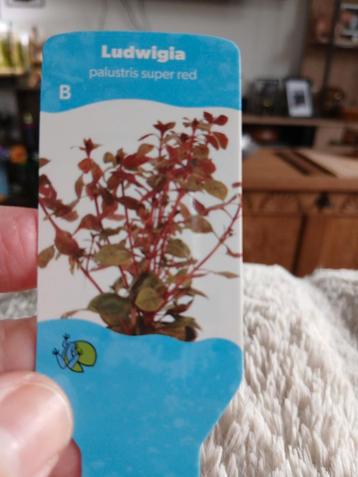 Ludwigia
palustris super red
B